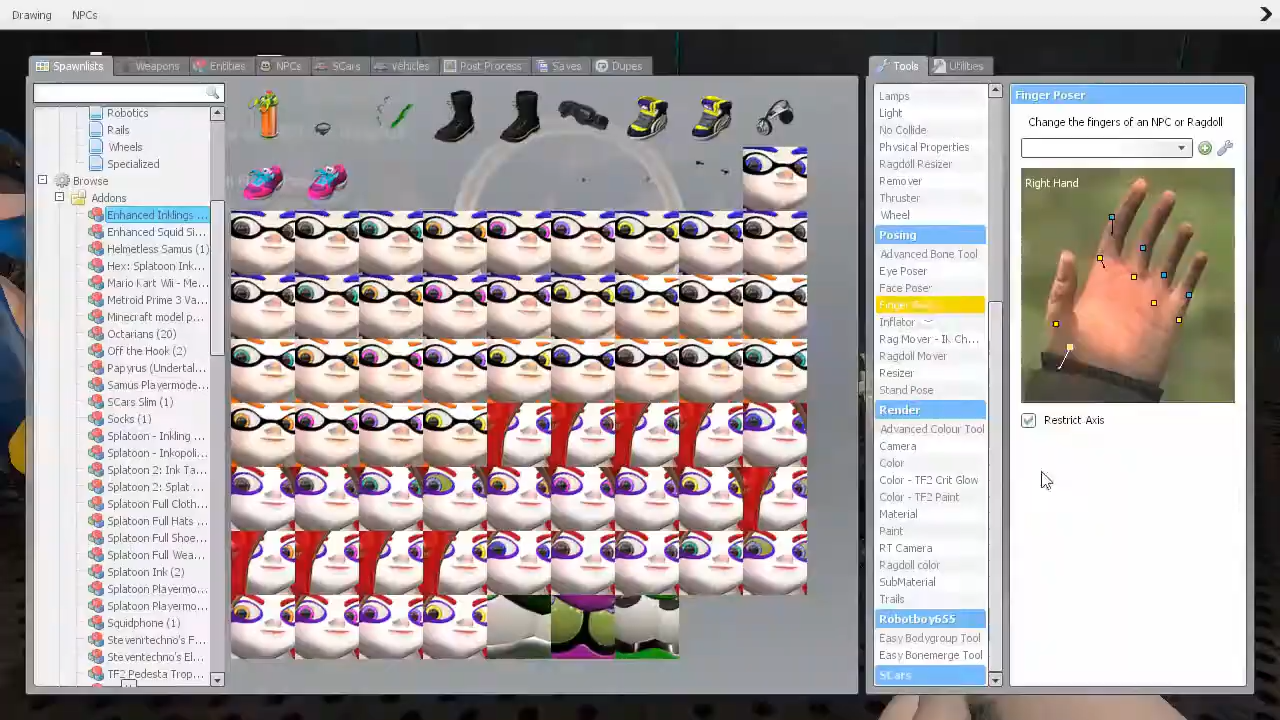 Drawing NPCs
Spawnlists Weapons Entities NPCs SCars Vehicles Post Process Saves Dupes
Tools Utilities
Robotics
Rails
Wheels
Specialized
Browse
Addons
Enhanced Inklings ...
Enhanced Squid Si...
Helmetless Samu (1)
Hex: Splatoon Ink...
Mario Kart Wii - Me...
Metroid Prime 3 Va...
Minecraft model p...
Octarians (20)
Off the Hook (2)
Papyrus (Undertal...
Samus Playermode...
SCars Slim (1)
Socks (1)
Splatoon - Inkling ...
Splatoon - InkoPoli...
Splatoon 2: Ink Ta...
Splatoon 2: Splat ...
Splatoon Full Cloth...
Splatoon Full Hats ...
Splatoon Full Shoe...
Splatoon Full Wea...
Splatoon Ink (2)
Splatoon Playermo...
Splatoon Playermo...
Squidphone (1)
Steventechno's F...
Steventechno's El...
TF2 Pedesta Trop...
Lamps
Light
No Collide
Physical Properties
Ragdoll Resizer
Remover
Thruster
Wheel
Posing
Advanced Bone Tool
Eye Poser
Face Poser
Finger
Inflator
Rag Mover - Ik Ch...
Ragdoll Mover
Resizer
Stand Pose
Render
Advanced Colour Tool
Camera
Color
Color - TF2 Crit Glow
Color - TF2 Paint
Material
Paint
RT Camera
Ragdoll color
SubMaterial
Trails
Robotboy655
Easy Bodygroup Tool
Easy Bonemerge Tool
SCars
Finger Poser
Change the fingers of an NPC or Ragdoll
Right Hand
Restrict Axis